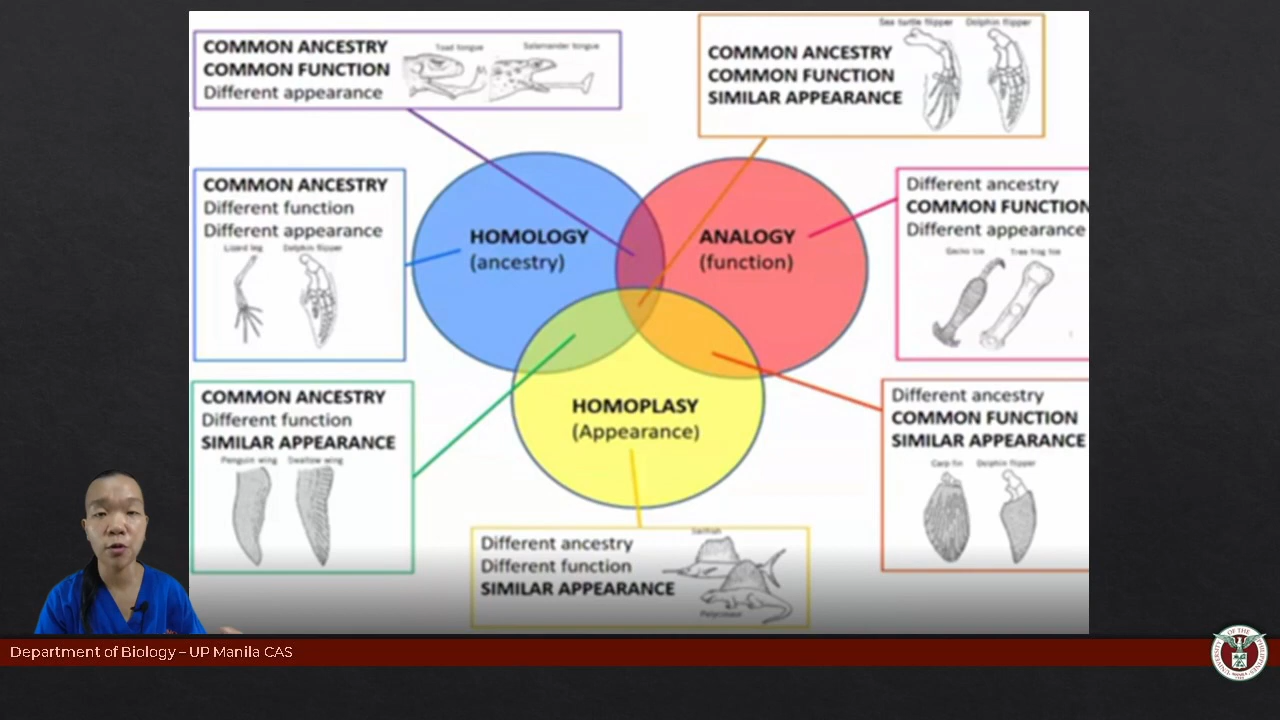 COMMON ANCESTRY
COMMON FUNCTION
Different appearance
Toad tongue
Salamander tongue
COMMON ANCESTRY
COMMON FUNCTION
SIMILAR APPEARANCE
Sea turtle flipper
Dolphin flipper
COMMON ANCESTRY
Different function
Different appearance
Lizard leg
Dolphin flipper
HOMOLOGY
(ancestry)
ANALOGY
(function)
Different ancestry
COMMON FUNCTION
Different appearance
Gecko toe
Tree frog toe
COMMON ANCESTRY
Different function
SIMILAR APPEARANCE
Penguin wing
Swallow wing
HOMOPLASY
(Appearance)
Different ancestry
COMMON FUNCTION
SIMILAR APPEARANCE
Carp fin
Dolphin flipper
Different ancestry
Different function
SIMILAR APPEARANCE
Sailfish
Pelycosaur
Department of Biology – UP Manila CAS